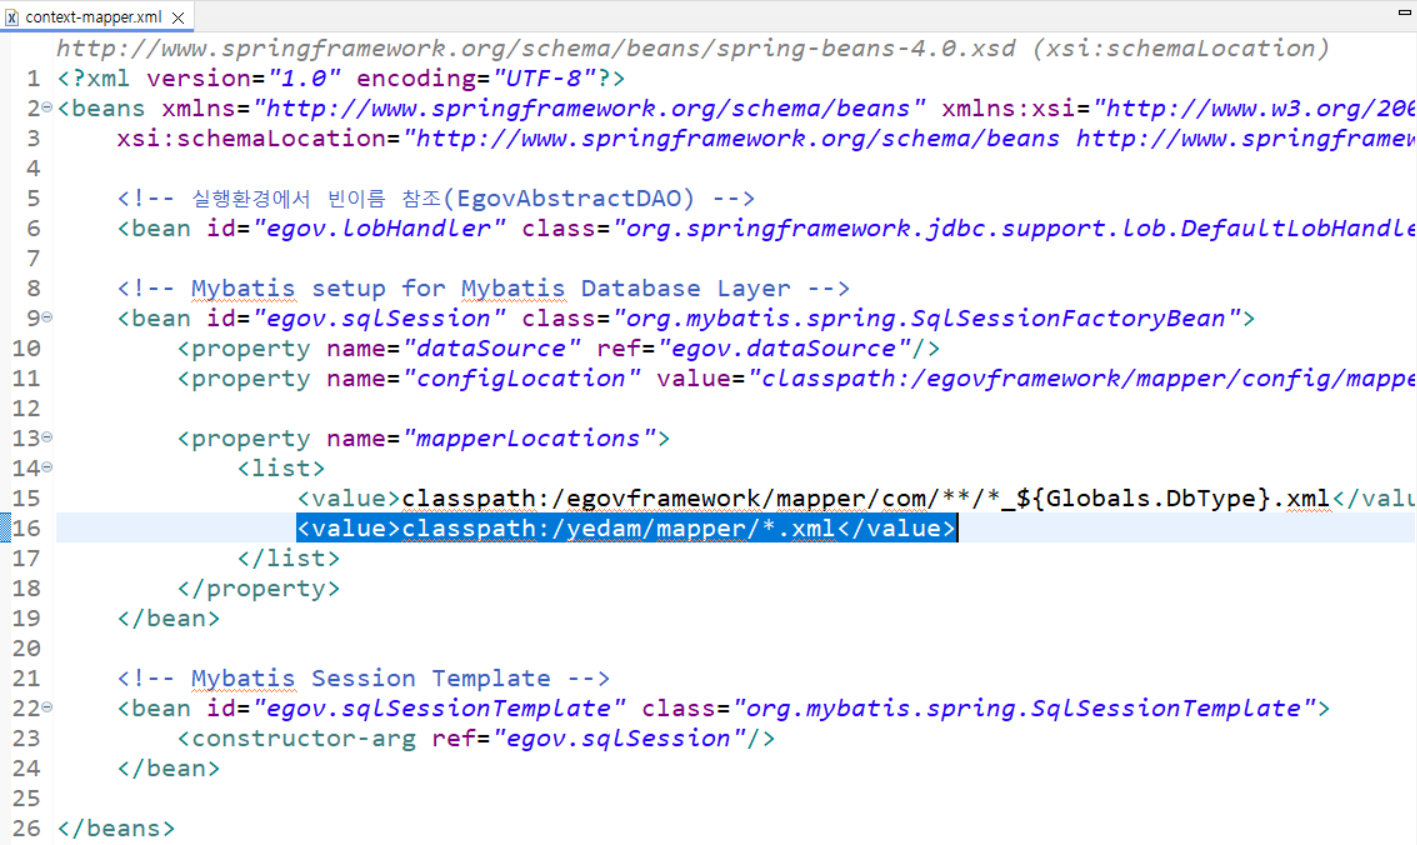 context-mapper.xml
http://www.springframework.org/schema/beans/spring-beans-4.0.xsd (xsi:schemaLocation)
1 <?xml version="1.0" encoding="UTF-8"?>
2 <beans xmlns="http://www.springframework.org/schema/beans" xmlns:xsi="http://www.w3.org/200
3 xsi:schemaLocation="http://www.springframework.org/schema/beans http://www.springframew
4
5 <!-- 실행환경에서 빈이름 참조(EgovAbstractDAO) -->
6 <bean id="egov.lobHandler" class="org.springframework.jdbc.support.lob.DefaultLobHandle
7
8 <!-- Mybatis setup for Mybatis Database Layer -->
9 <bean id="egov.sqlSession" class="org.mybatis.spring.SqlSessionFactoryBean">
10 <property name="dataSource" ref="egov.dataSource"/>
11 <property name="configLocation" value="classpath:/egovframework/mapper/config/mappe
12
13 <property name="mapperLocations">
14 <list>
15 <value>classpath:/egovframework/mapper/com/**/*_${Globals.DbType}.xml</valu
16 <value>classpath:/yedam/mapper/*.xml</value>
17 </list>
18 </property>
19 </bean>
20
21 <!-- Mybatis Session Template -->
22 <bean id="egov.sqlSessionTemplate" class="org.mybatis.spring.SqlSessionTemplate">
23 <constructor-arg ref="egov.sqlSession"/>
24 </bean>
25
26 </beans>